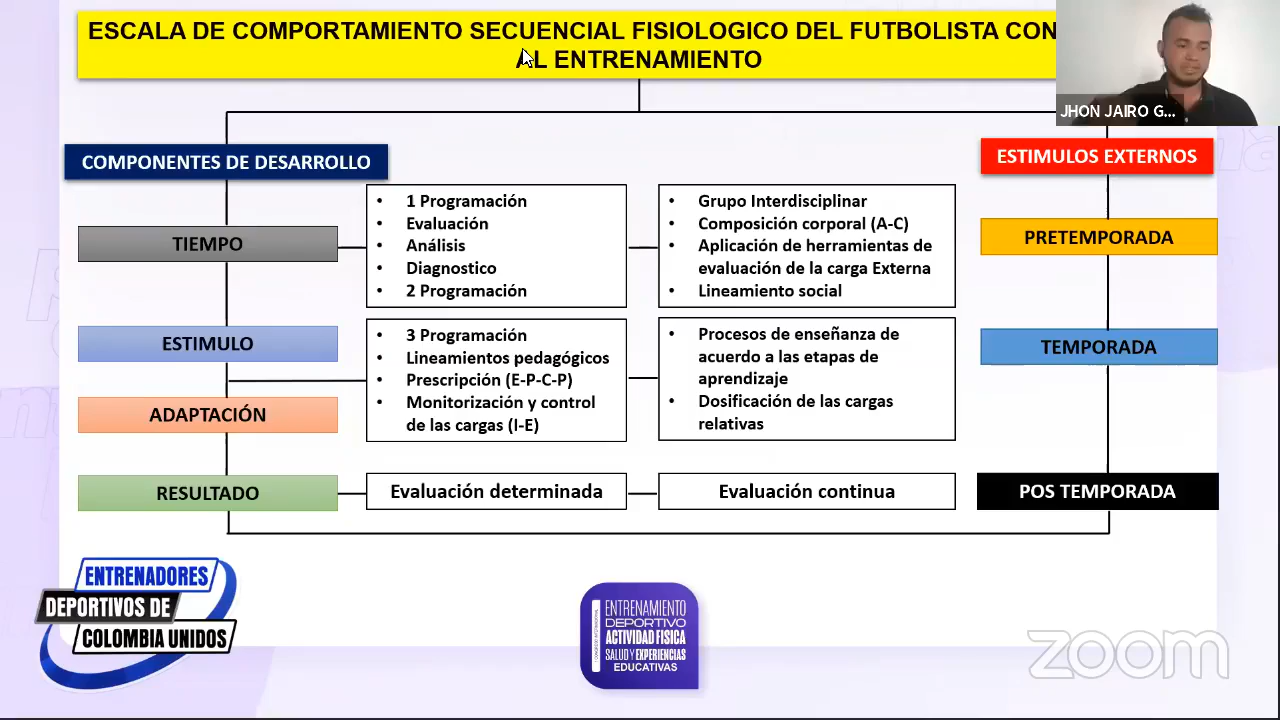 ESCALA DE COMPORTAMIENTO SECUENCIAL FISIOLOGICO DEL FUTBOLISTA CON
AL ENTRENAMIENTO
JHON JAIRO G...
COMPONENTES DE DESARROLLO
ESTIMULOS EXTERNOS
TIEMPO
• 1 Programación
• Evaluación
• Análisis
• Diagnostico
• 2 Programación
• Grupo Interdisciplinar
• Composición corporal (A-C)
• Aplicación de herramientas de
evaluación de la carga Externa
• Lineamiento social
PRETEMPORADA
ESTIMULO
ADAPTACIÓN
• 3 Programación
• Lineamientos pedagógicos
• Prescripción (E-P-C-P)
• Monitorización y control
de las cargas (I-E)
• Procesos de enseñanza de
acuerdo a las etapas de
aprendizaje
• Dosificación de las cargas
relativas
TEMPORADA
RESULTADO
Evaluación determinada
Evaluación continua
POS TEMPORADA
ENTRENADORES
DEPORTIVOS DE
COLOMBIA UNIDOS
ENTRENAMIENTO
DEPORTIVO
ACTIVIDAD FISICA
SALUD Y EXPERIENCIAS
EDUCATIVAS
zoom